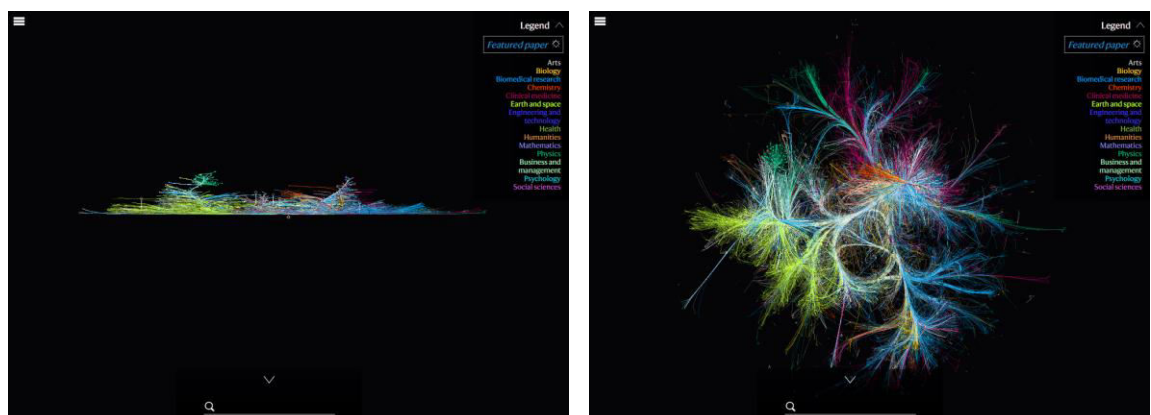 Legend
Featured paper
Arts
Biology
Biomedical research
Chemistry
Clinical medicine
Earth and space
Engineering and
technology
Health
Humanities
Mathematics
Physics
Business and
management
Psychology
Social sciences
Legend
Featured paper
Arts
Biology
Biomedical research
Chemistry
Clinical medicine
Earth and space
Engineering and
technology
Health
Humanities
Mathematics
Physics
Business and
management
Psychology
Social sciences